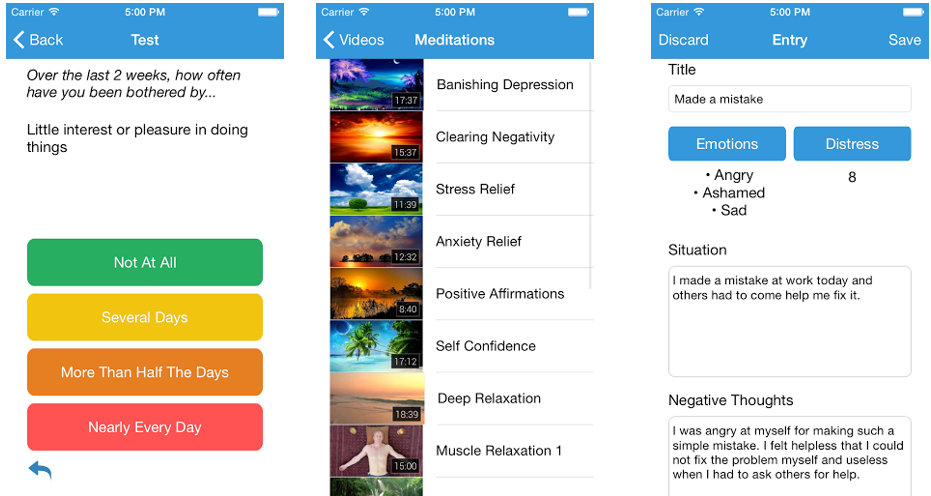 Carrier 5:00 PM
Back Test
Over the last 2 weeks, how often
have you been bothered by...
Little interest or pleasure in doing
things
Not At All
Several Days
More Than Half The Days
Nearly Every Day
Carrier 5:00 PM
Videos Meditations
17:37 Banishing Depression
15:37 Clearing Negativity
11:39 Stress Relief
12:32 Anxiety Relief
8:40 Positive Affirmations
17:12 Self Confidence
18:39 Deep Relaxation
15:00 Muscle Relaxation 1
Carrier 5:00 PM
Discard Entry Save
Title
Made a mistake
Emotions Distress
• Angry 8
• Ashamed
• Sad
Situation
I made a mistake at work today and
others had to come help me fix it.
Negative Thoughts
I was angry at myself for making such a
simple mistake. I felt helpless that I could
not fix the problem myself and useless
when I had to ask others for help.